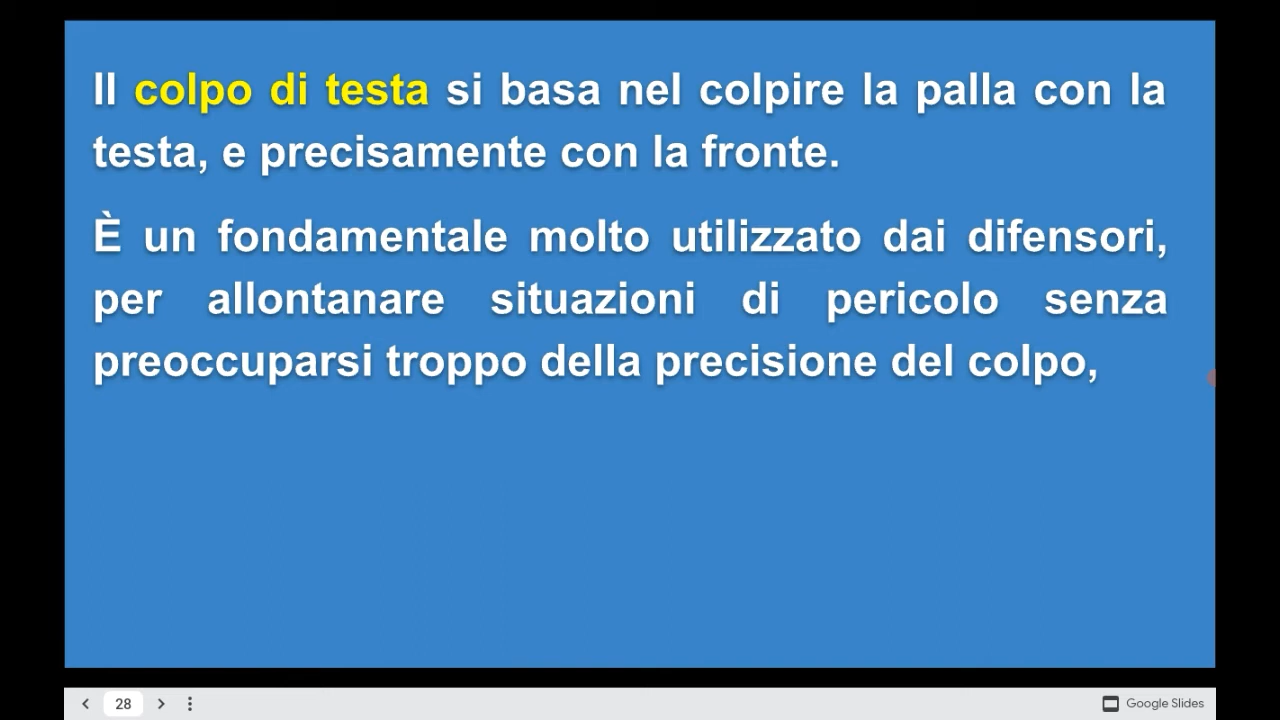 Il colpo di testa si basa nel colpire la palla con la
testa, e precisamente con la fronte.
È un fondamentale molto utilizzato dai difensori,
per allontanare situazioni di pericolo senza
preoccuparsi troppo della precisione del colpo,
28
Google Slides